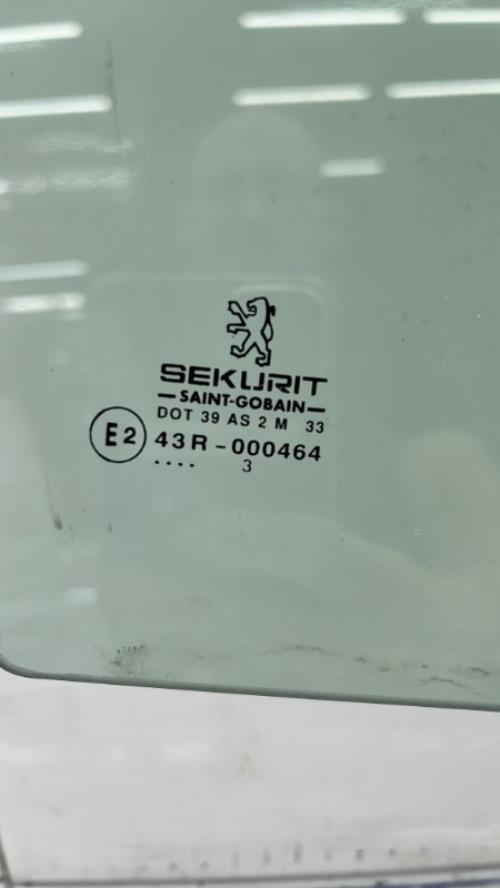 SEKURIT
—SAINT-GOBAIN—
DOT 39 AS 2 M 33
E2 43R-000464
.... 3